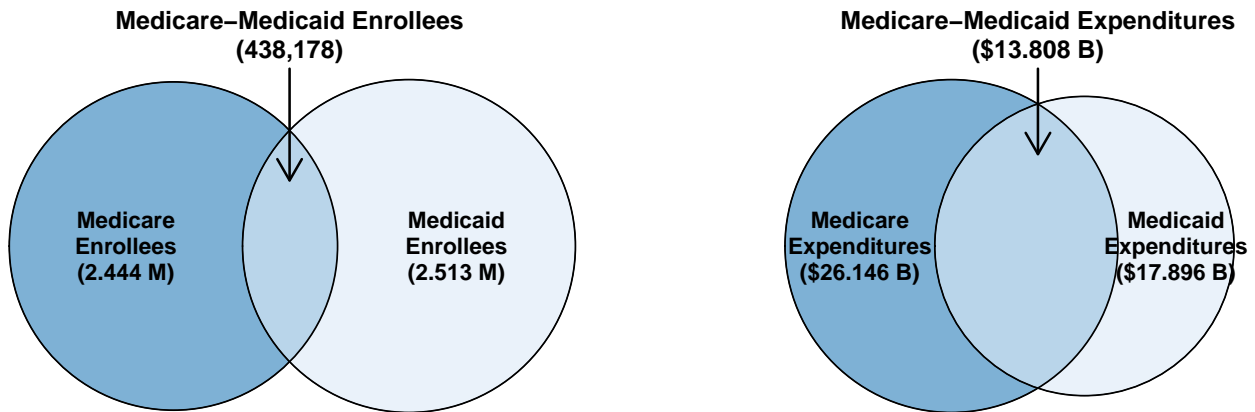 Medicare–Medicaid Enrollees
(438,178)
Medicare
Enrollees
(2.444 M)
Medicaid
Enrollees
(2.513 M)
Medicare–Medicaid Expenditures
($13.808 B)
Medicare
Expenditures
($26.146 B)
Medicaid
Expenditures
($17.896 B)